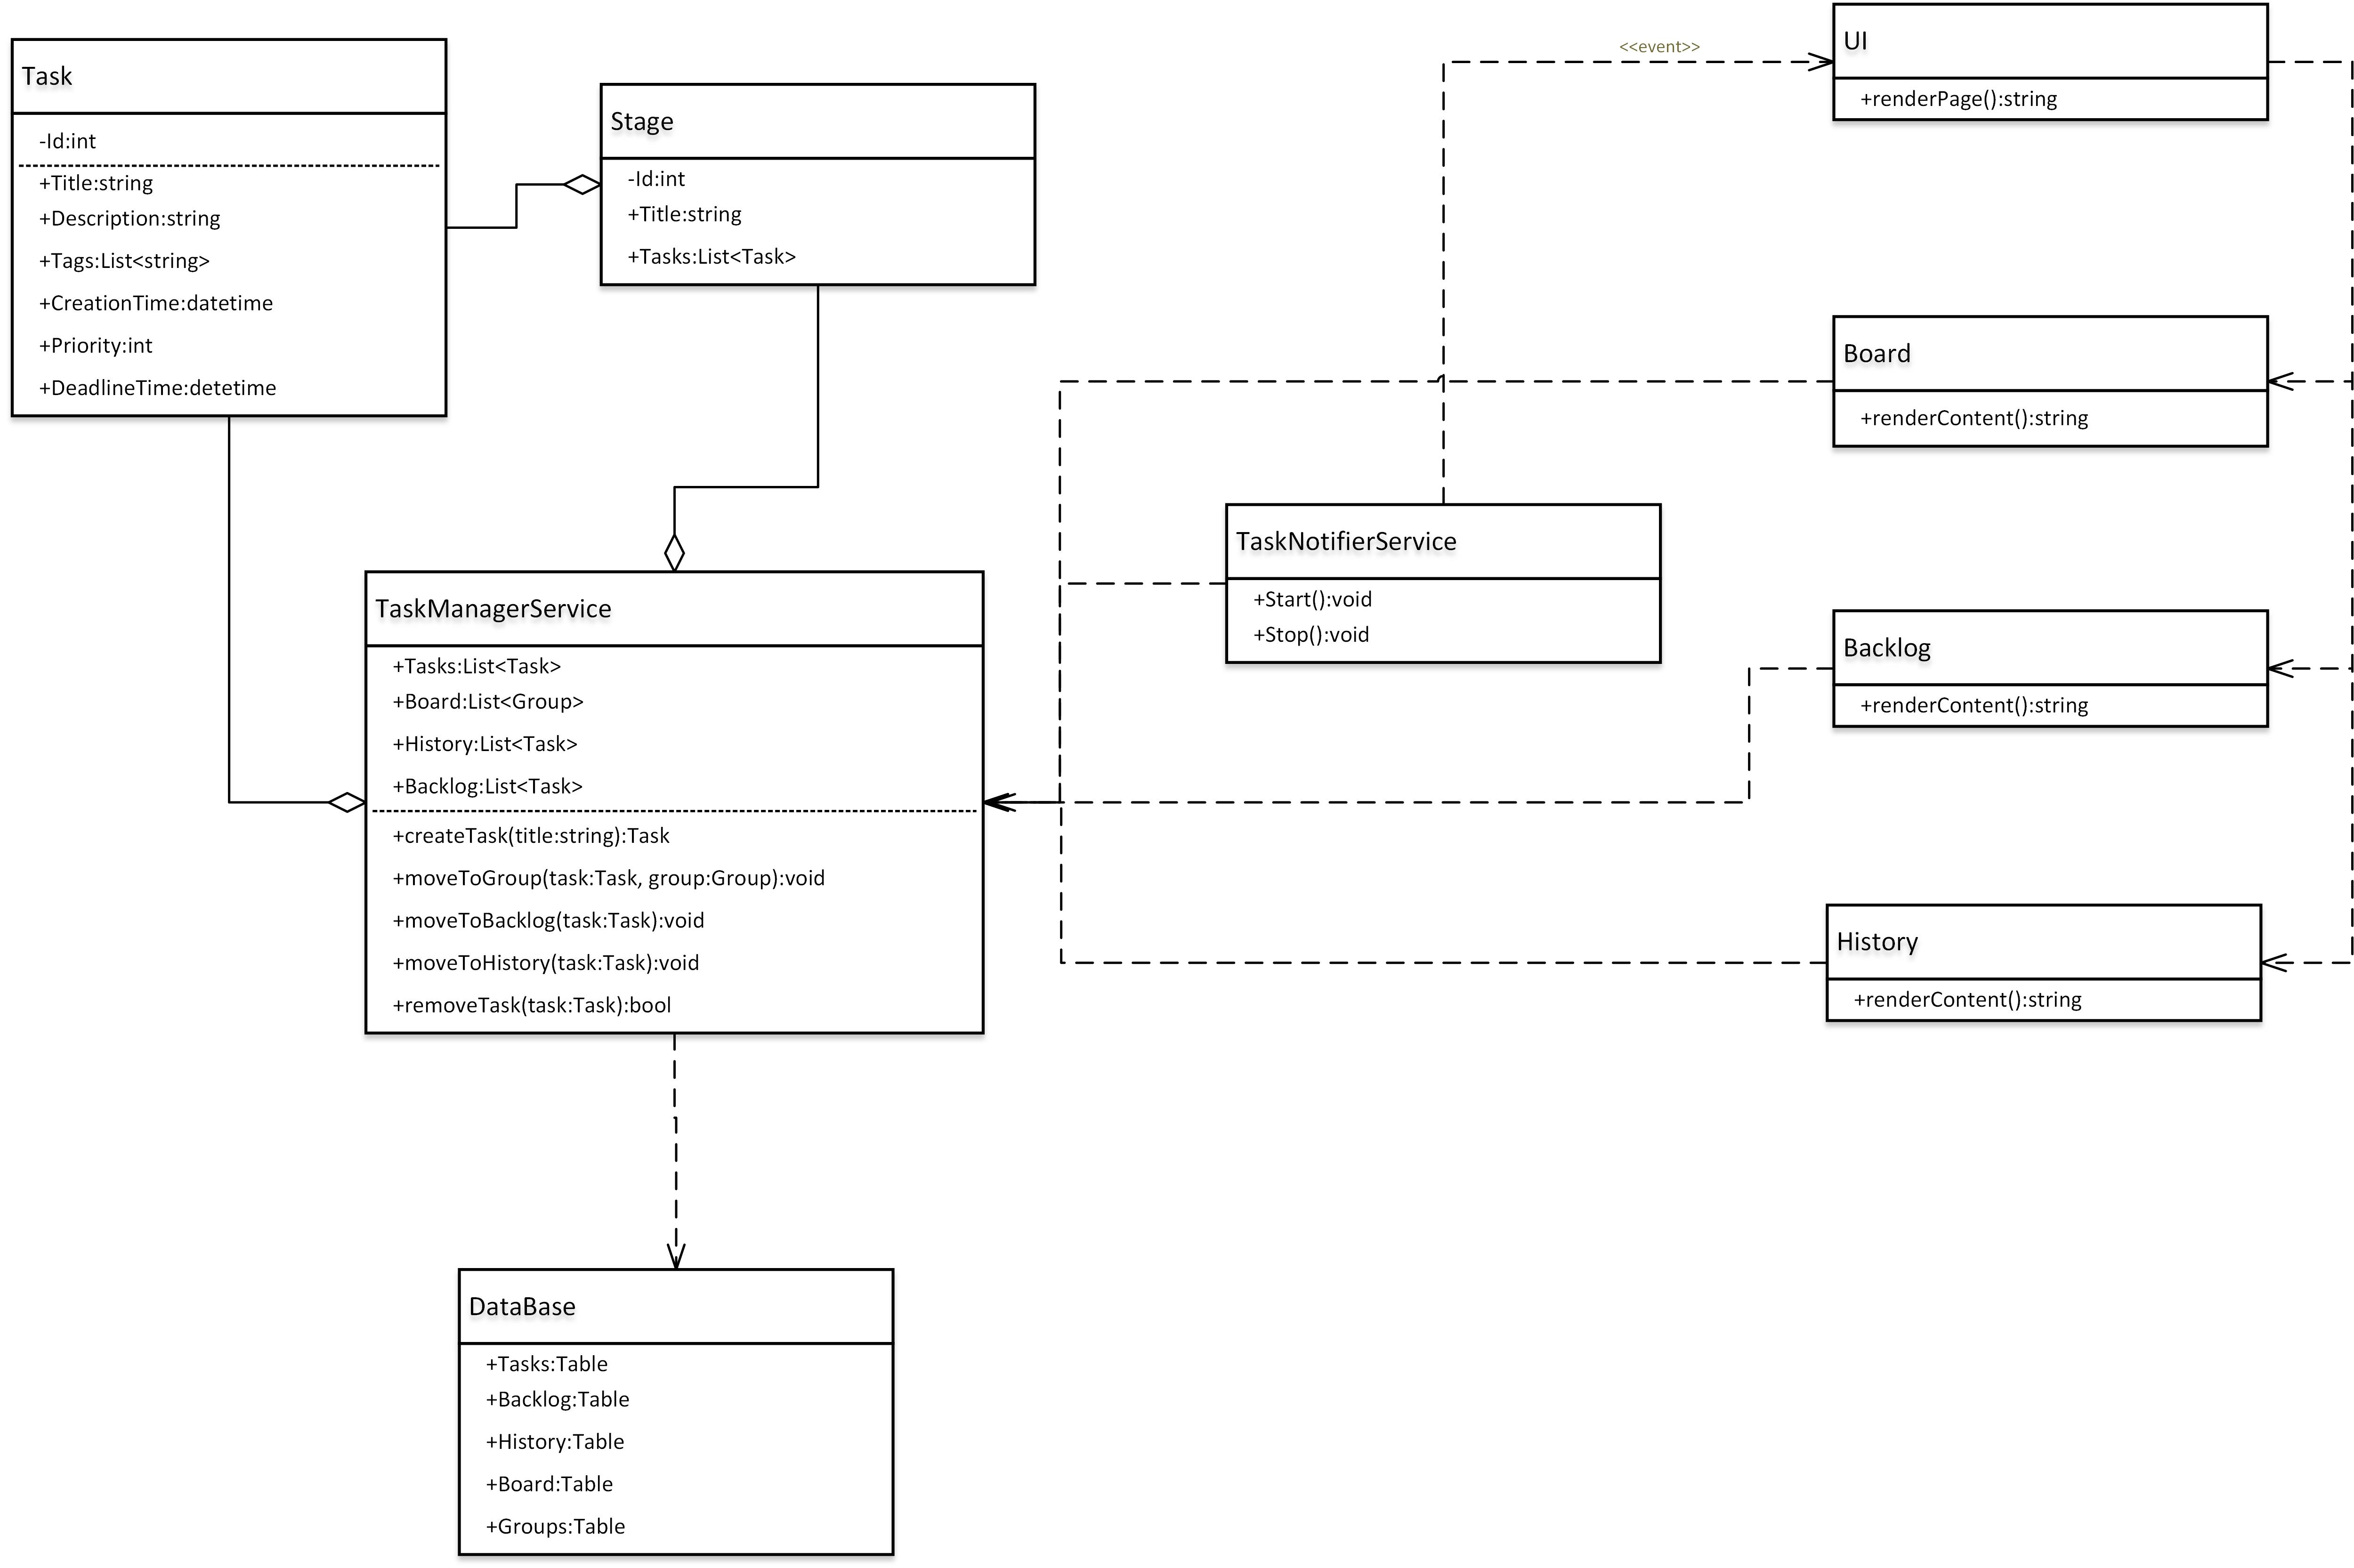 Task
-Id:int
+Title:string
+Description:string
+Tags:List<string>
+CreationTime:datetime
+Priority:int
+DeadlineTime:detetime
Stage
-Id:int
+Title:string
+Tasks:List<Task>
<<event>>
UI
+renderPage():string
Board
+renderContent():string
TaskNotifierService
+Start():void
+Stop():void
Backlog
+renderContent():string
TaskManagerService
+Tasks:List<Task>
+Board:List<Group>
+History:List<Task>
+Backlog:List<Task>
+createTask(title:string):Task
+moveToGroup(task:Task, group:Group):void
+moveToBacklog(task:Task):void
+moveToHistory(task:Task):void
+removeTask(task:Task):bool
History
+renderContent():string
DataBase
+Tasks:Table
+Backlog:Table
+History:Table
+Board:Table
+Groups:Table